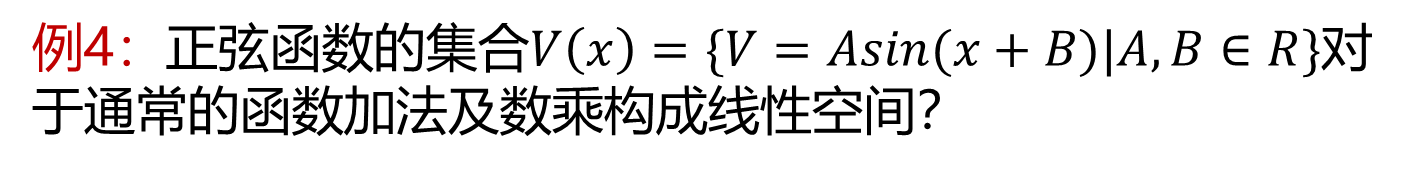 例4：正弦函数的集合V(x) = {V = Asin(x + B)|A, B ∈ R}对
于通常的函数加法及数乘构成线性空间?